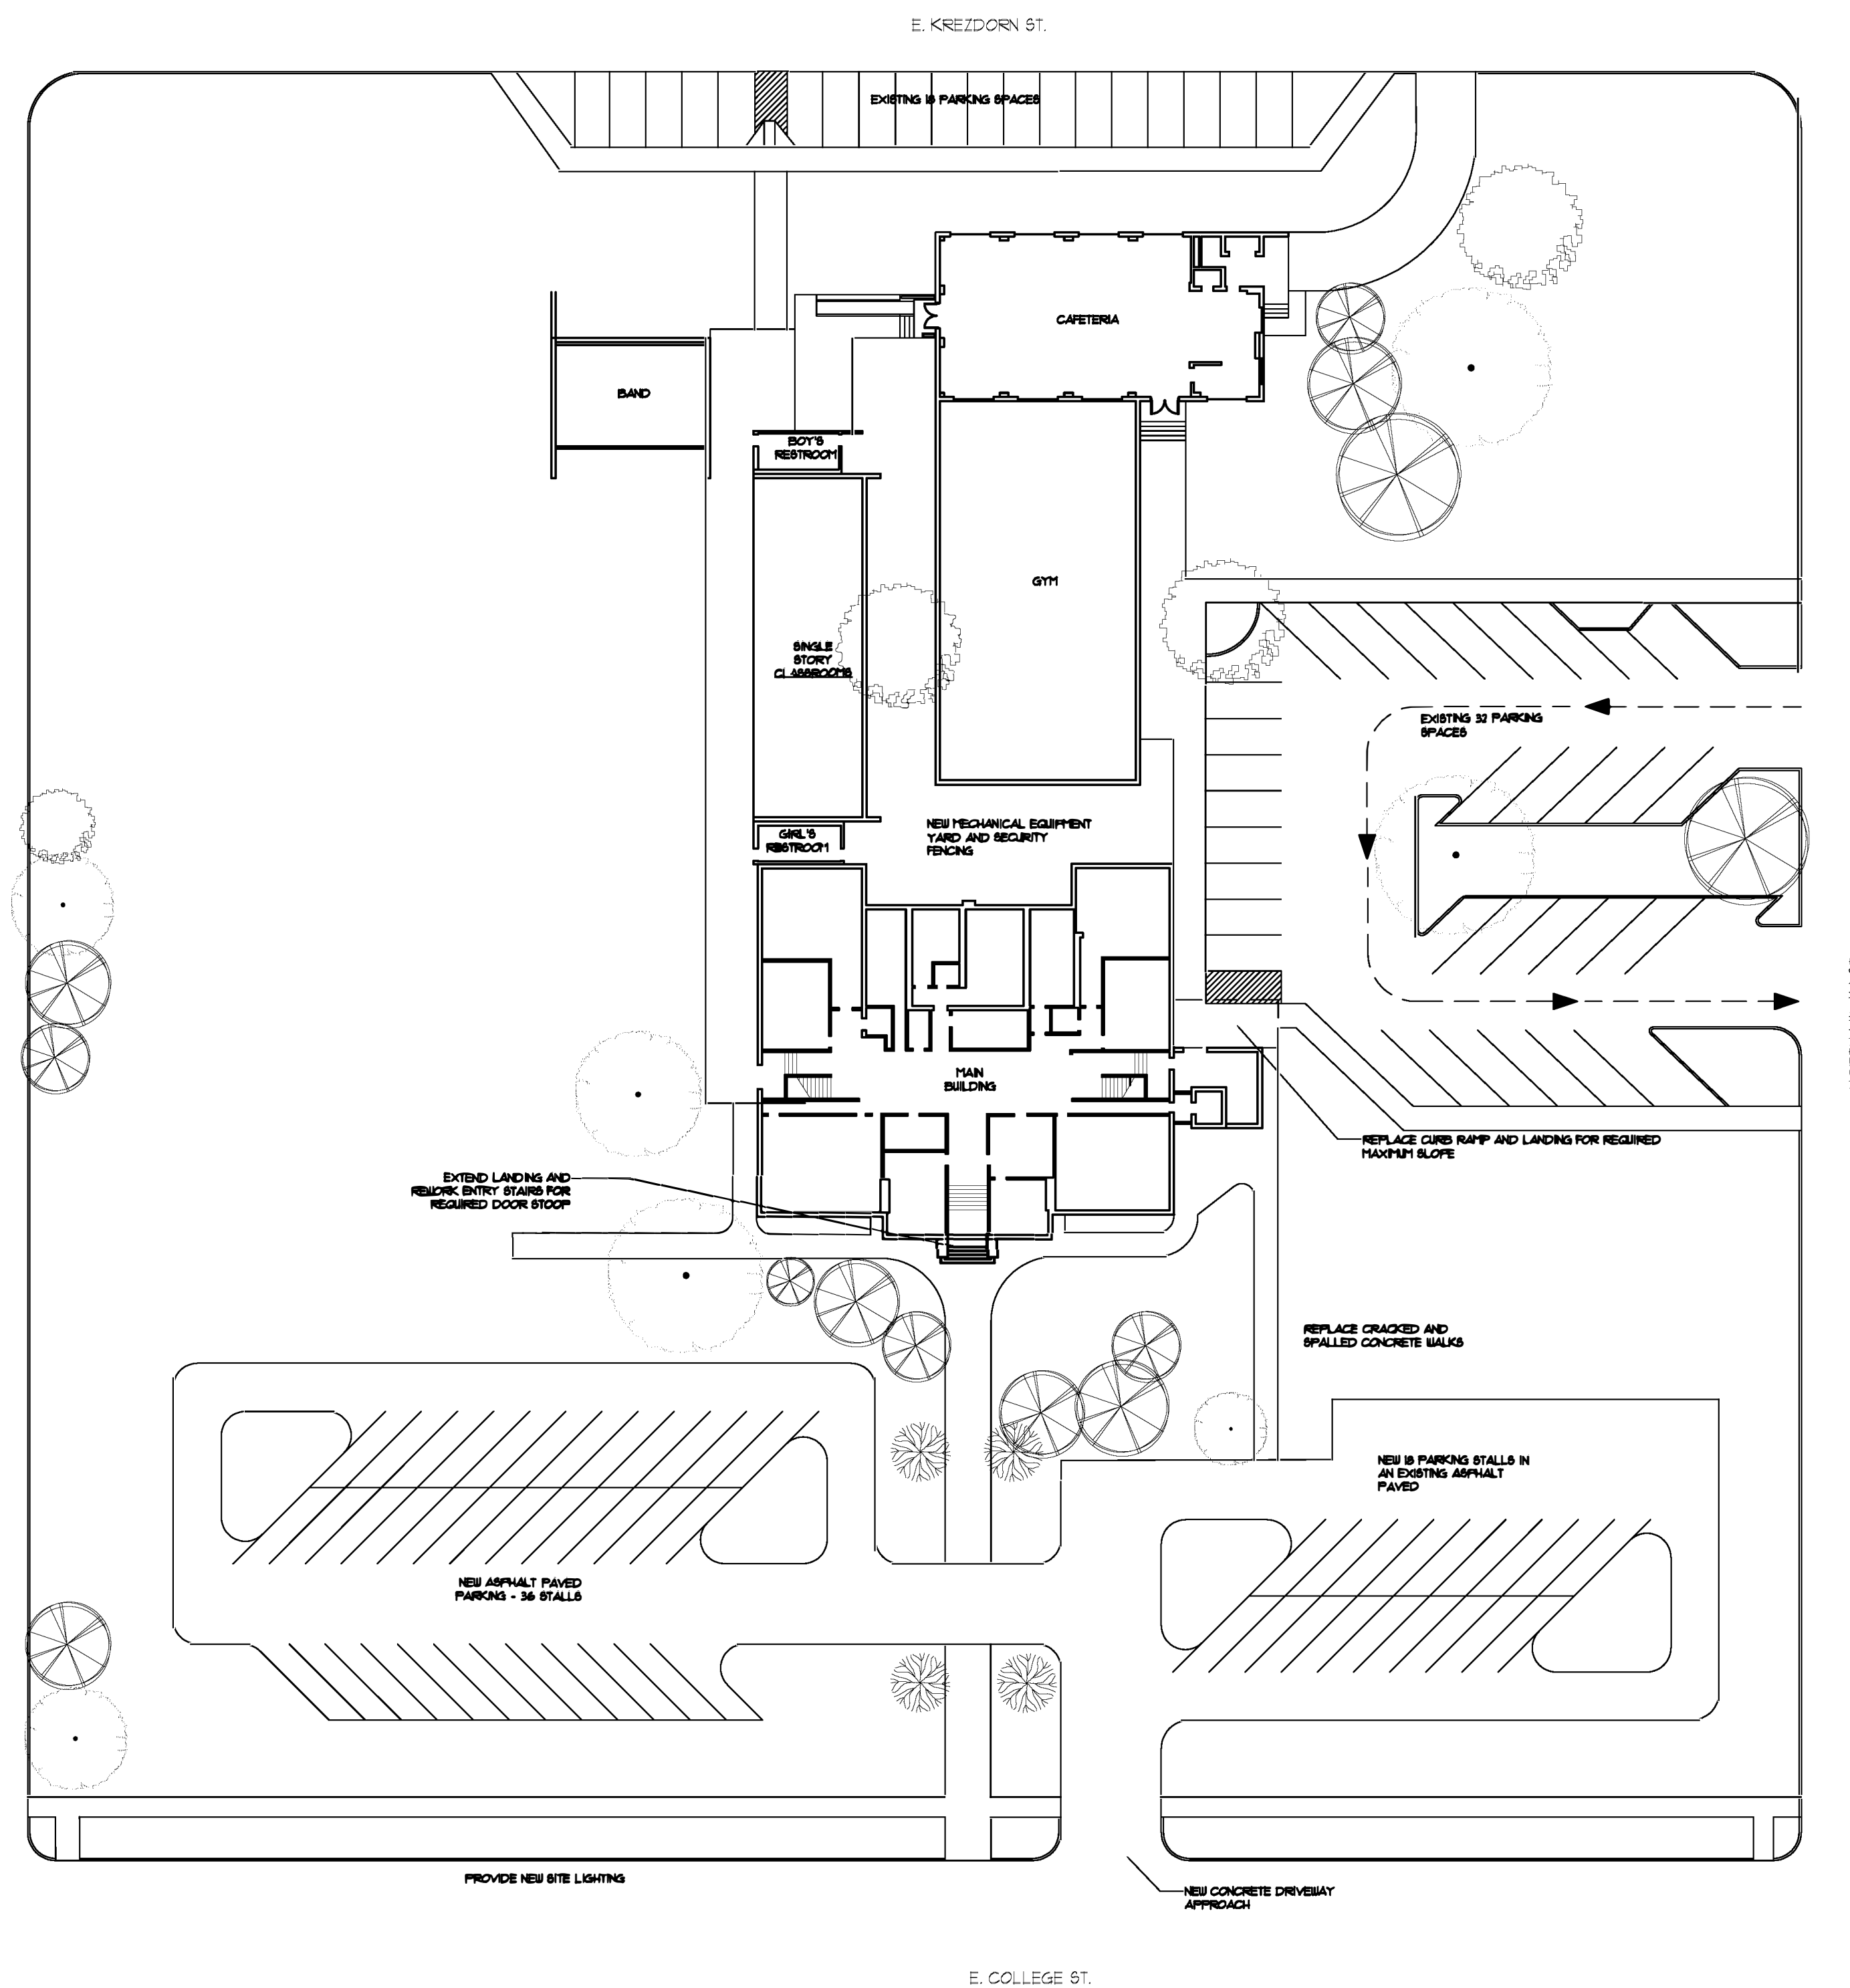 E. KREZDORN ST.
EXISTING 18 PARKING SPACES
CAFETERIA
BAND
BOY'S
RESTROOM
GYM
SINGLE
STORY
CLASSROOMS
EXISTING 32 PARKING
SPACES
NEW MECHANICAL EQUIPMENT
YARD AND SECURITY
FENCING
GIRL'S
RESTROOM
MAIN
BUILDING
REPLACE CURB RAMP AND LANDING FOR REQUIRED
MAXIMUM SLOPE
EXTEND LANDING AND
REWORK ENTRY STAIRS FOR
REQUIRED DOOR STOOP
REPLACE CRACKED AND
SPALLED CONCRETE WALKS
NEW 18 PARKING STALLS IN
AN EXISTING ASPHALT
PAVED
NEW ASPHALT PAVED
PARKING - 36 STALLS
PROVIDE NEW SITE LIGHTING
NEW CONCRETE DRIVEWAY
APPROACH
E. COLLEGE ST.